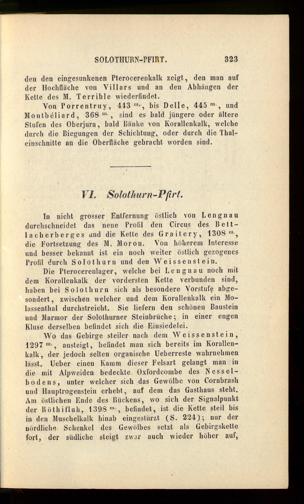 SOLOTHURN-PFIRT. 323
den den eingesunkenen Pterocerenkalk zeigt, den man auf
der Hochfläche von Villars und an den Abhängen der
Kette des M. Terrible wiederfindet.
Von Porrentruy, 443 m., bis Delle, 445 m., und
Montbéliard, 368 m., sind es bald jüngere oder ältere
Stufen des Oberjura, bald Bänke von Korallenkalk, welche
durch die Biegungen der Schichtung, oder durch die Thal-
einschnitte an die Oberfläche gebracht worden sind.
VI. Solothurn-Pfirt.
In nicht grosser Entfernung östlich von Lengnau
durchschneidet das neue Profil den Circus des Bett-
lacherberges und die Kette des Graitery, 1308 m.,
die Fortsetzung des M. Moron. Von höherem Interesse
und besser bekannt ist ein noch weiter östlich gezogenes
Profil durch Solothurn und den Weissenstein.
Die Pterocerenlager, welche bei Lengnau noch mit
dem Korallenkalk der vordersten Kette verbunden sind,
haben bei Solothurn sich als besondere Vorstufe abge-
sondert, zwischen welcher und dem Korallenkalk ein Mo-
lassenthal durchstreicht. Sie liefern den schönen Baustein
und Marmor der Solothurner Steinbrüche; in einer engen
Kluse derselben befindet sich die Einsiedelei.
Wo das Gebirge steiler nach dem Weissenstein,
1297 m., ansteigt, befindet man sich bereits im Korallen-
kalk, der jedoch selten organische Ueberreste wahrnehmen
lässt. Ueber einen Kamm dieser Felsart gelangt man in
die mit Alpweiden bedeckte Oxfordcombe des Nessel-
bodens, unter welcher sich das Gewölbe von Cornbrash
und Hauptrogenstein erhebt, auf dem das Gasthaus steht.
Am östlichen Ende des Rückens, wo sich der Signalpunkt
der Röthifluh, 1398 m., befindet, ist die Kette steil bis
in den Muschelkalk hinab eingestürzt (S. 224); nur der
nördliche Schenkel des Gewölbes setzt als Gebirgskette
fort, der südliche steigt zwar auch wieder höher auf,